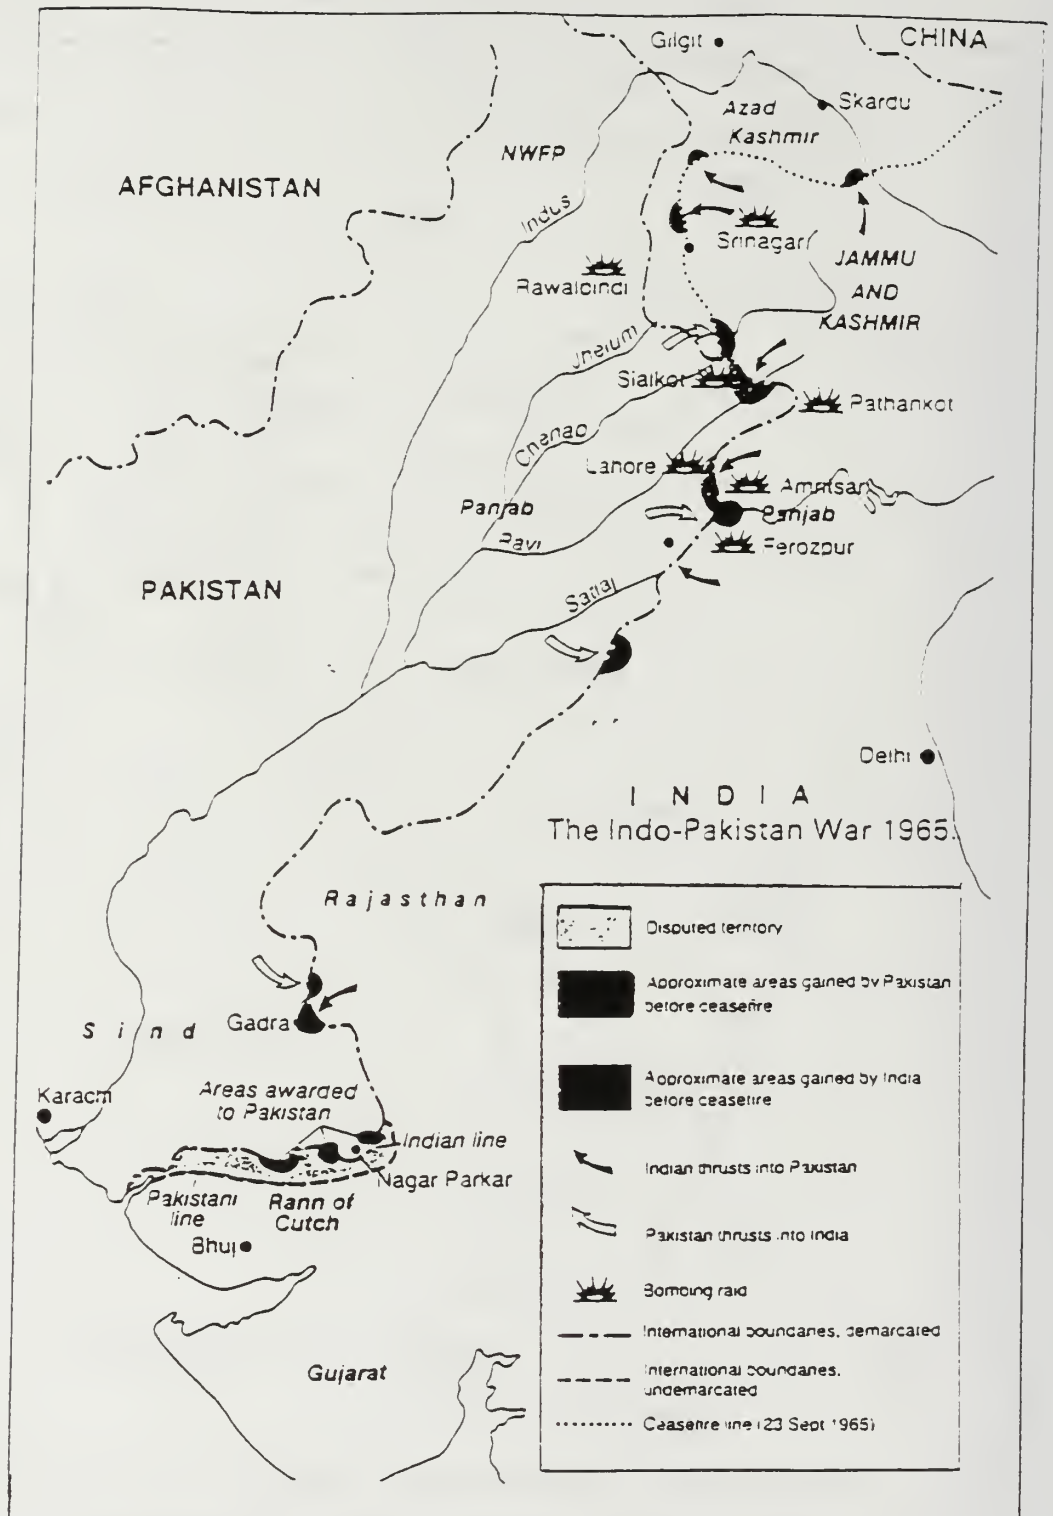 Gilgit
CHINA
Skardu
Azad
Kashmir
NWFP
AFGHANISTAN
Indus
Srinagar
JAMMU
AND
KASHMIR
Rawalpindi
Jhelum
Sialkot
Pathankot
Chenab
Lahore
Amritsar
Panjab
Panjab
Ravi
Ferozpur
PAKISTAN
Satlaj
Delhi
INDIA
The Indo-Pakistan War 1965.
Rajasthan
Sind
Gadra
Karachi
Areas awarded
to Pakistan
Indian line
Nagar Parkar
Pakistani
line
Rann of
Cutch
Bhuj
Gujarat
Disputed territory
Approximate areas gained by Pakistan
before ceasefire
Approximate areas gained by India
before ceasefire
Indian thrusts into Pakistan
Pakistan thrusts into India
Bombing raid
International boundaries, demarcated
International boundaries,
undemarcated
Ceasefire line (23 Sept 1965)